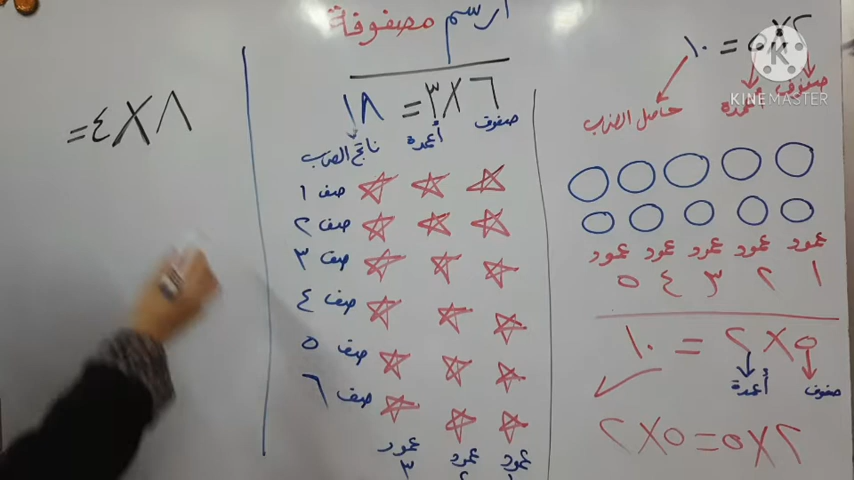 ارسم مصفوفة
٢ X ٥ = ١٠
صفوف أعمدة حاصل الضرب
KINEMASTER
عمود عمود عمود عمود عمود
١ ٢ ٣ ٤ ٥
٥ X ٢ = ١٠
صفوف أعمدة
٢ X ٥ = ٥ X ٢
٦ X ٣ = ١٨
صفوف أعمدة ناتج الضرب
صف ١
صف ٢
صف ٣
صف ٤
صف ٥
صف ٦
عمود عمود عمود
٣
٨ X ٤ =